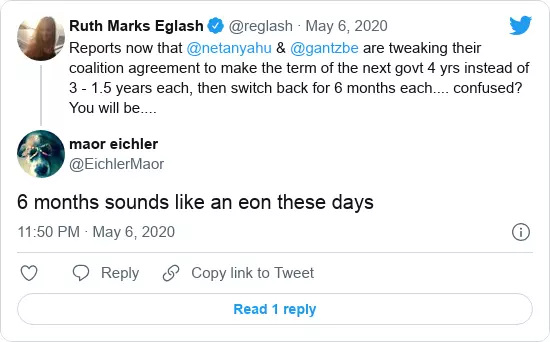 Ruth Marks Eglash @reglash · May 6, 2020
Reports now that @netanyahu & @gantzbe are tweaking their
coalition agreement to make the term of the next govt 4 yrs instead of
3 - 1.5 years each, then switch back for 6 months each.... confused?
You will be....
maor eichler
@EichlerMaor
6 months sounds like an eon these days
11:50 PM · May 6, 2020
Reply Copy link to Tweet
Read 1 reply